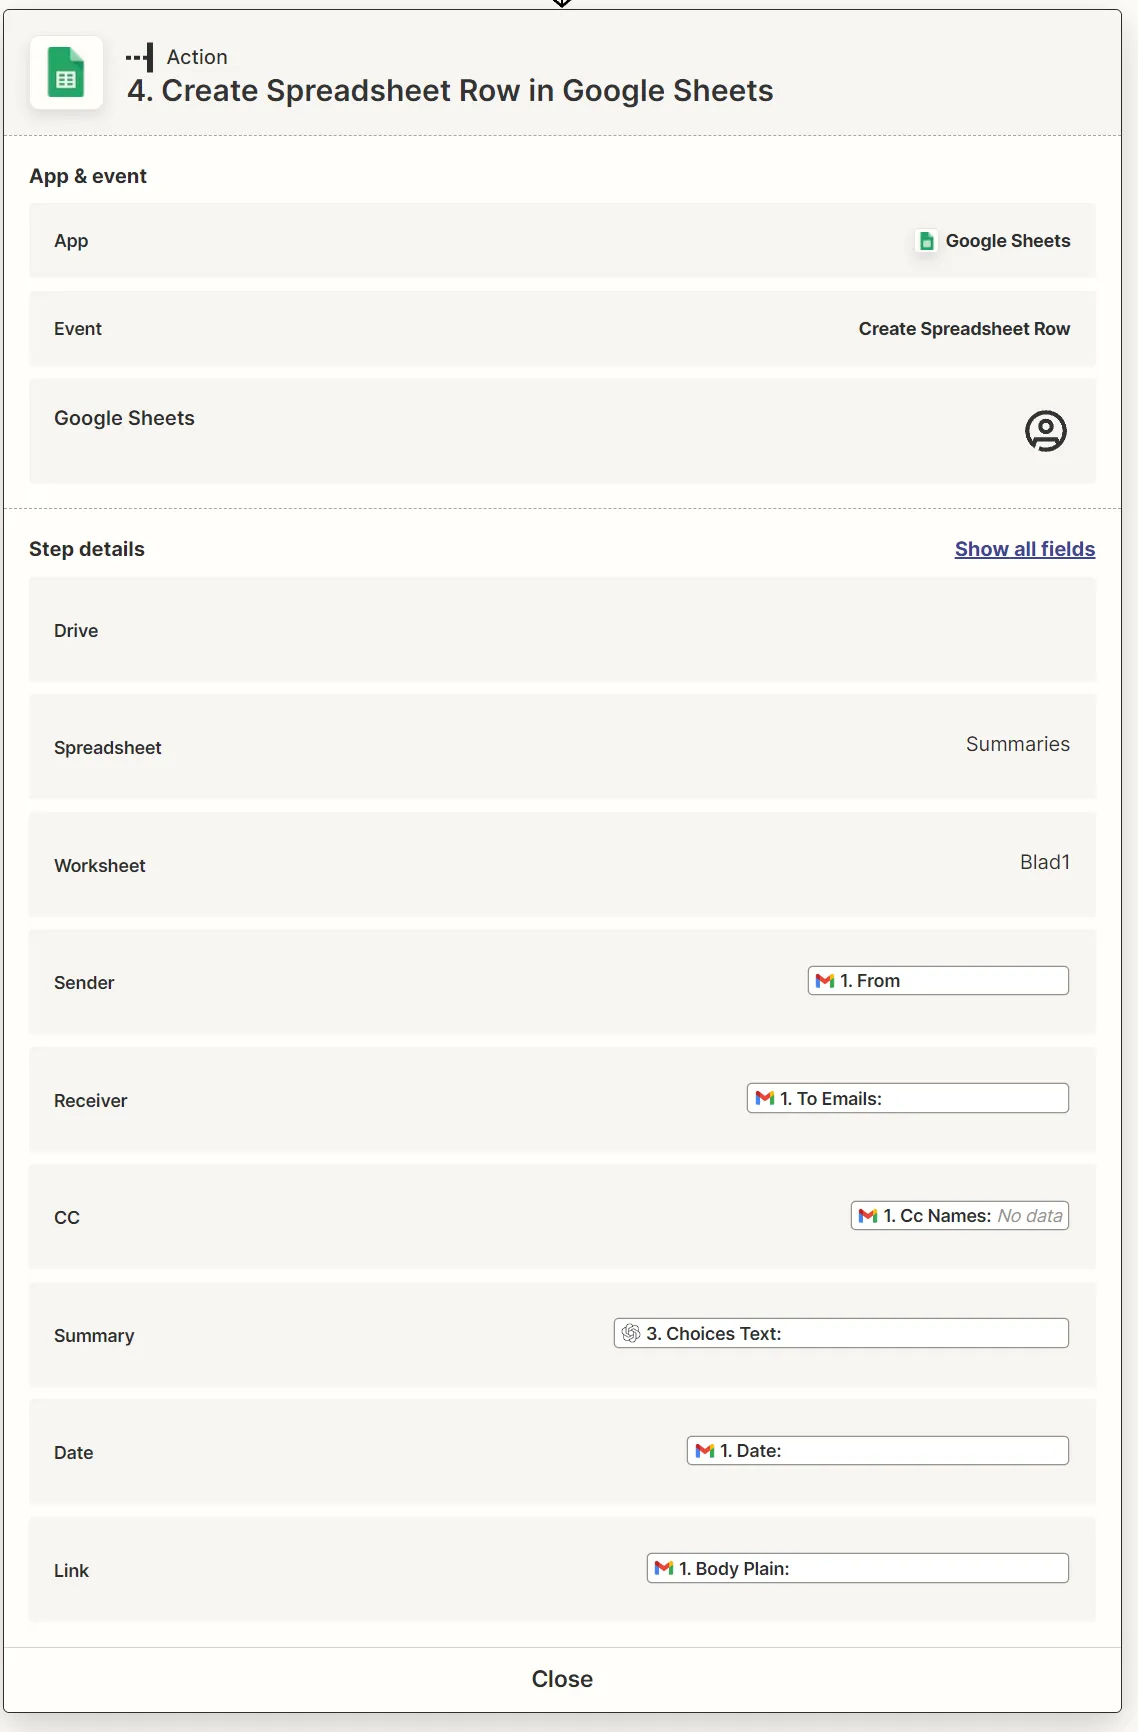 Action
4. Create Spreadsheet Row in Google Sheets
App & event
App
Google Sheets
Event
Create Spreadsheet Row
Google Sheets
Step details
Show all fields
Drive
Spreadsheet
Summaries
Worksheet
Blad1
Sender
1. From
Receiver
1. To Emails:
CC
1. Cc Names: No data
Summary
3. Choices Text:
Date
1. Date:
Link
1. Body Plain:
Close